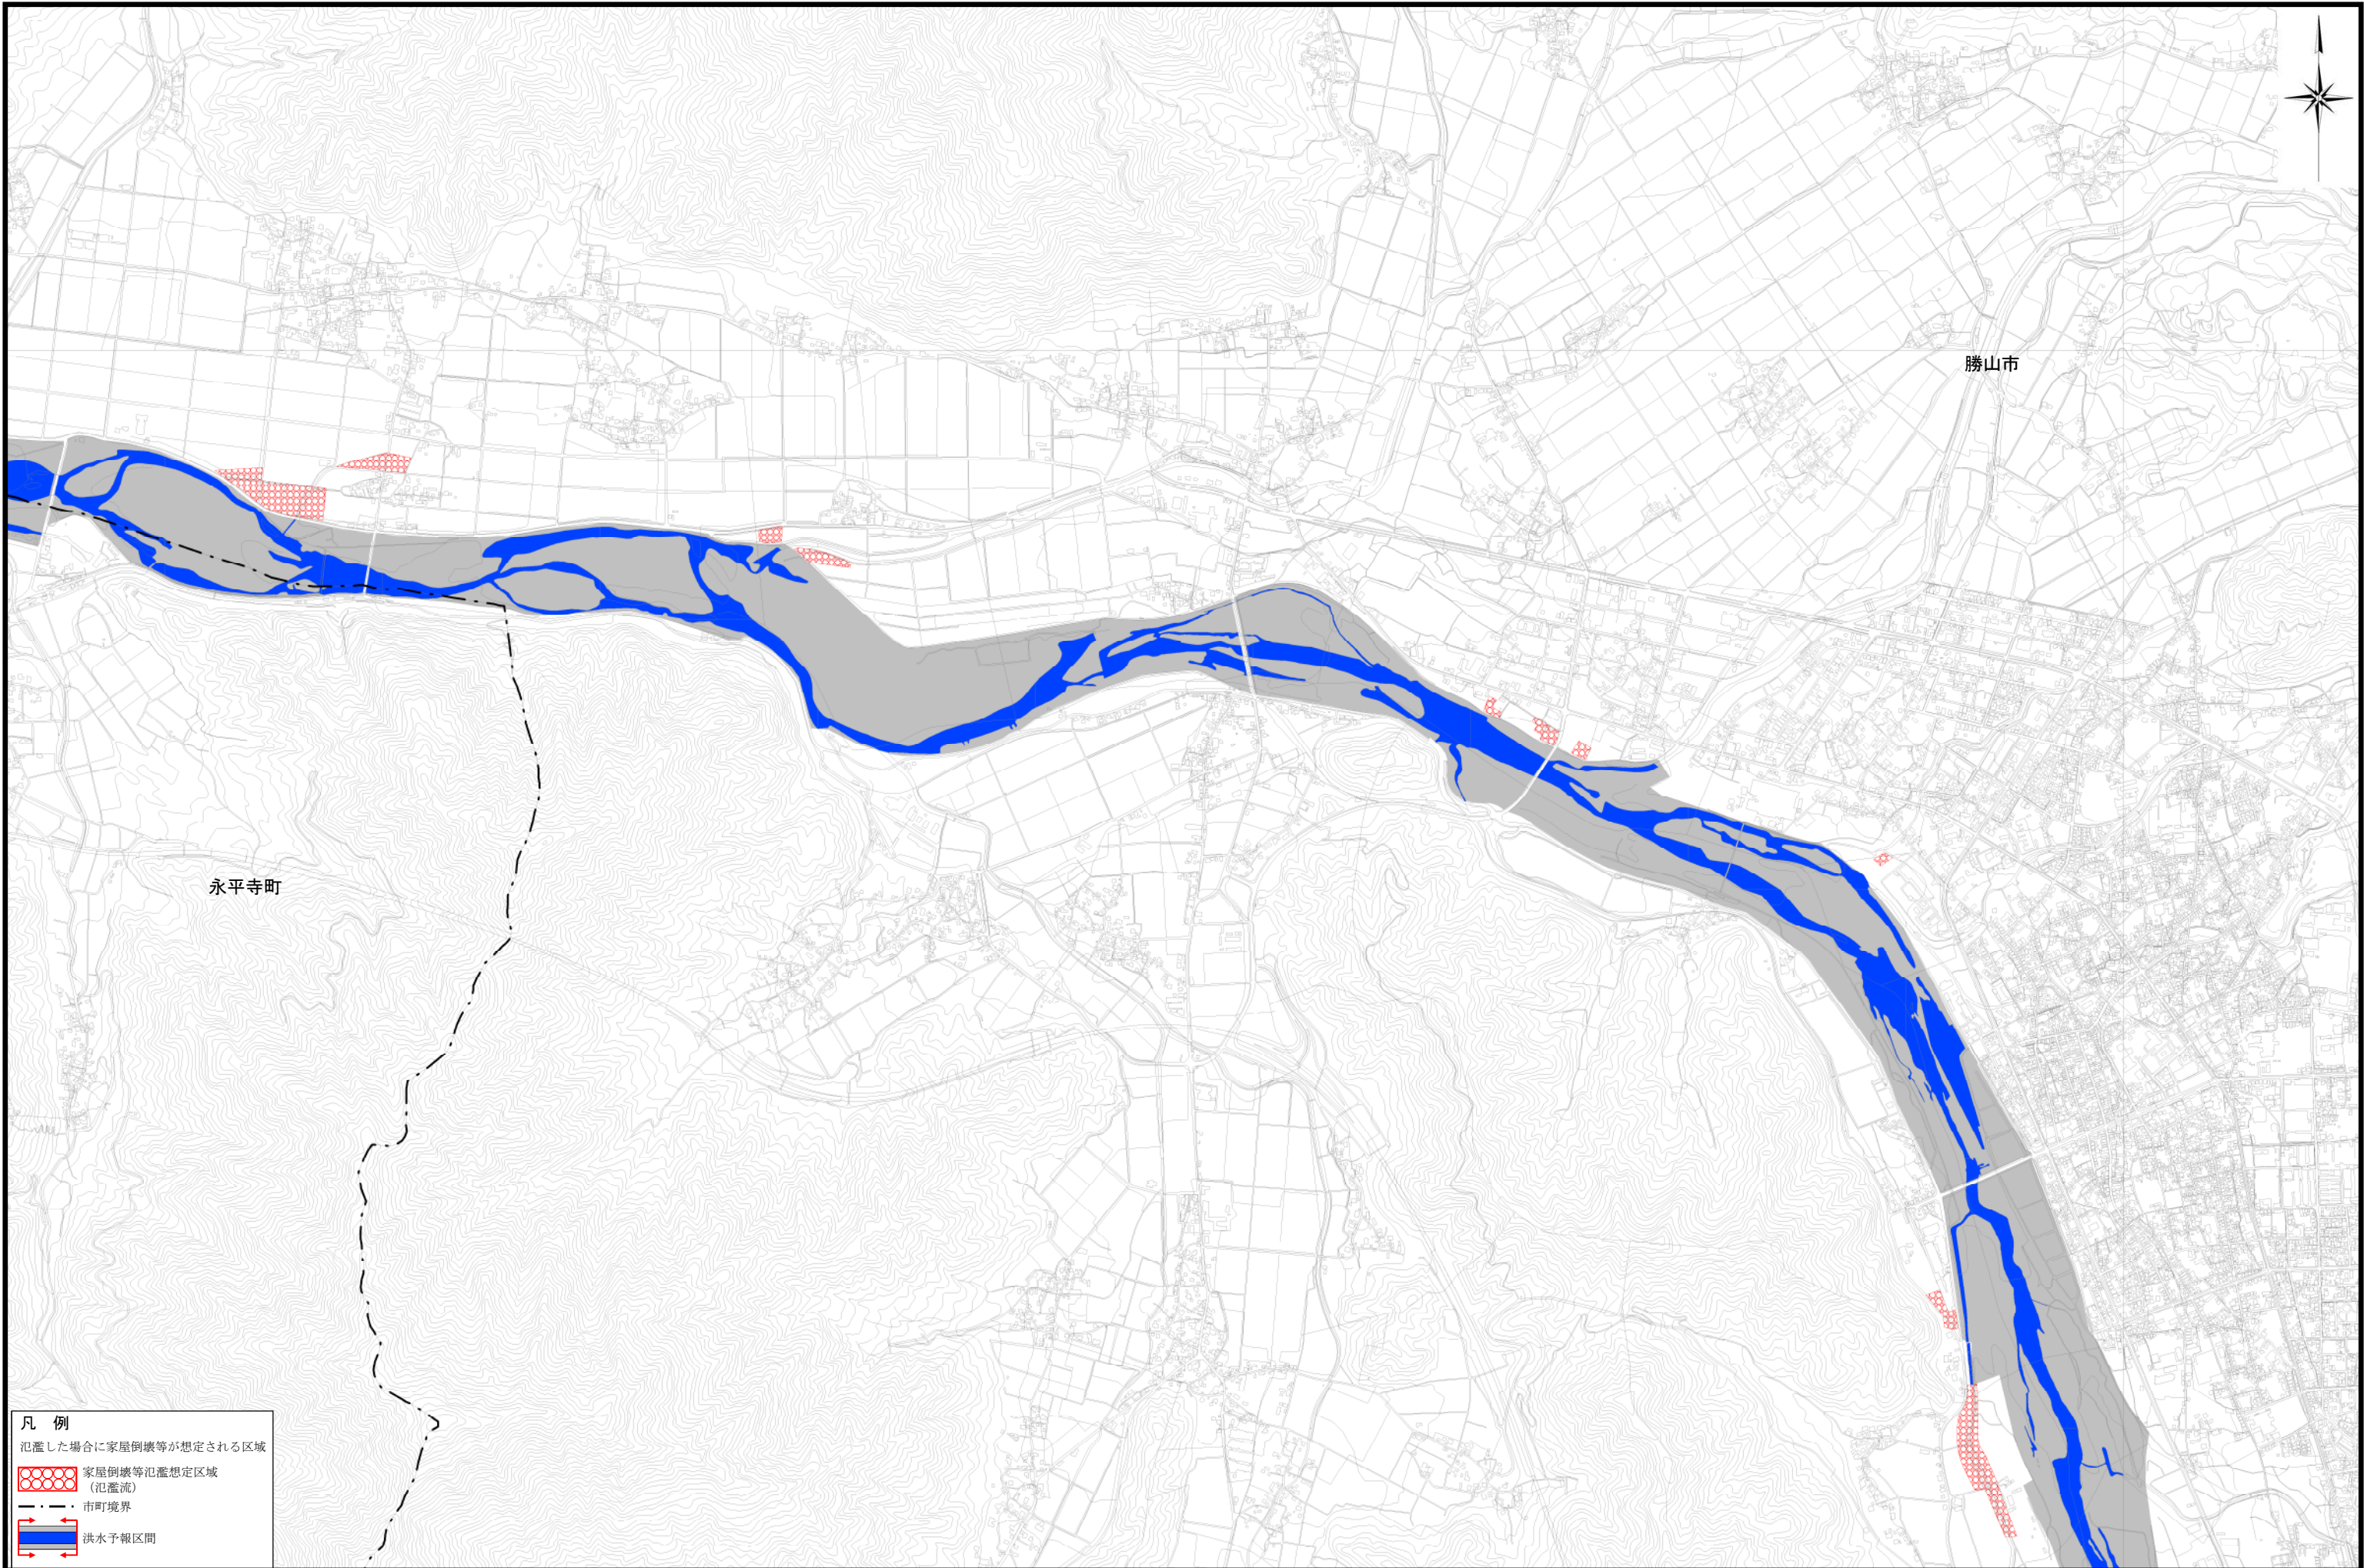 勝山市
永平寺町
凡 例
氾濫した場合に家屋倒壊等が想定される区域
家屋倒壊等氾濫想定区域
（氾濫流）
市町境界
洪水予報区間